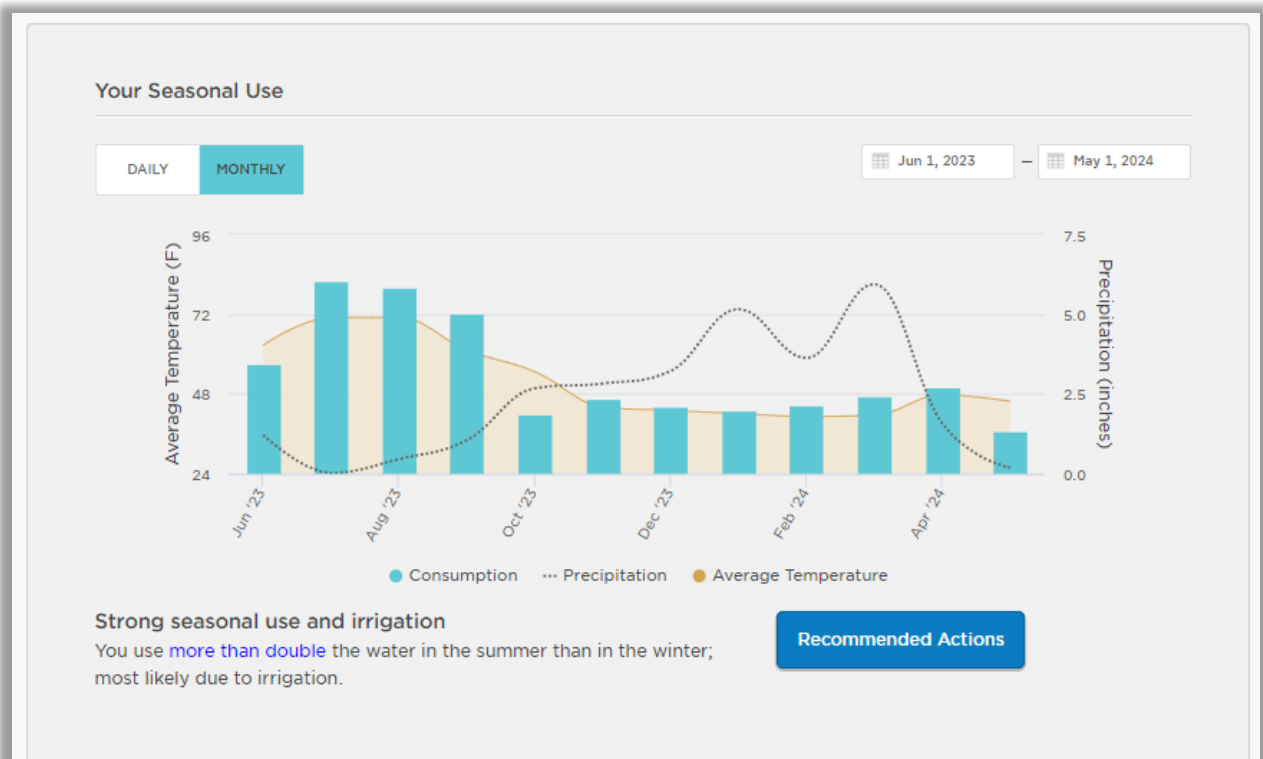 Your Seasonal Use
DAILY
MONTHLY
Jun 1, 2023
–
May 1, 2024
Average Temperature (F)
96
72
48
24
7.5
5.0
2.5
0.0
Precipitation (inches)
Jun '23
Aug '23
Oct '23
Dec '23
Feb '24
Apr '24
Consumption
Precipitation
Average Temperature
Strong seasonal use and irrigation
You use more than double the water in the summer than in the winter;
most likely due to irrigation.
Recommended Actions